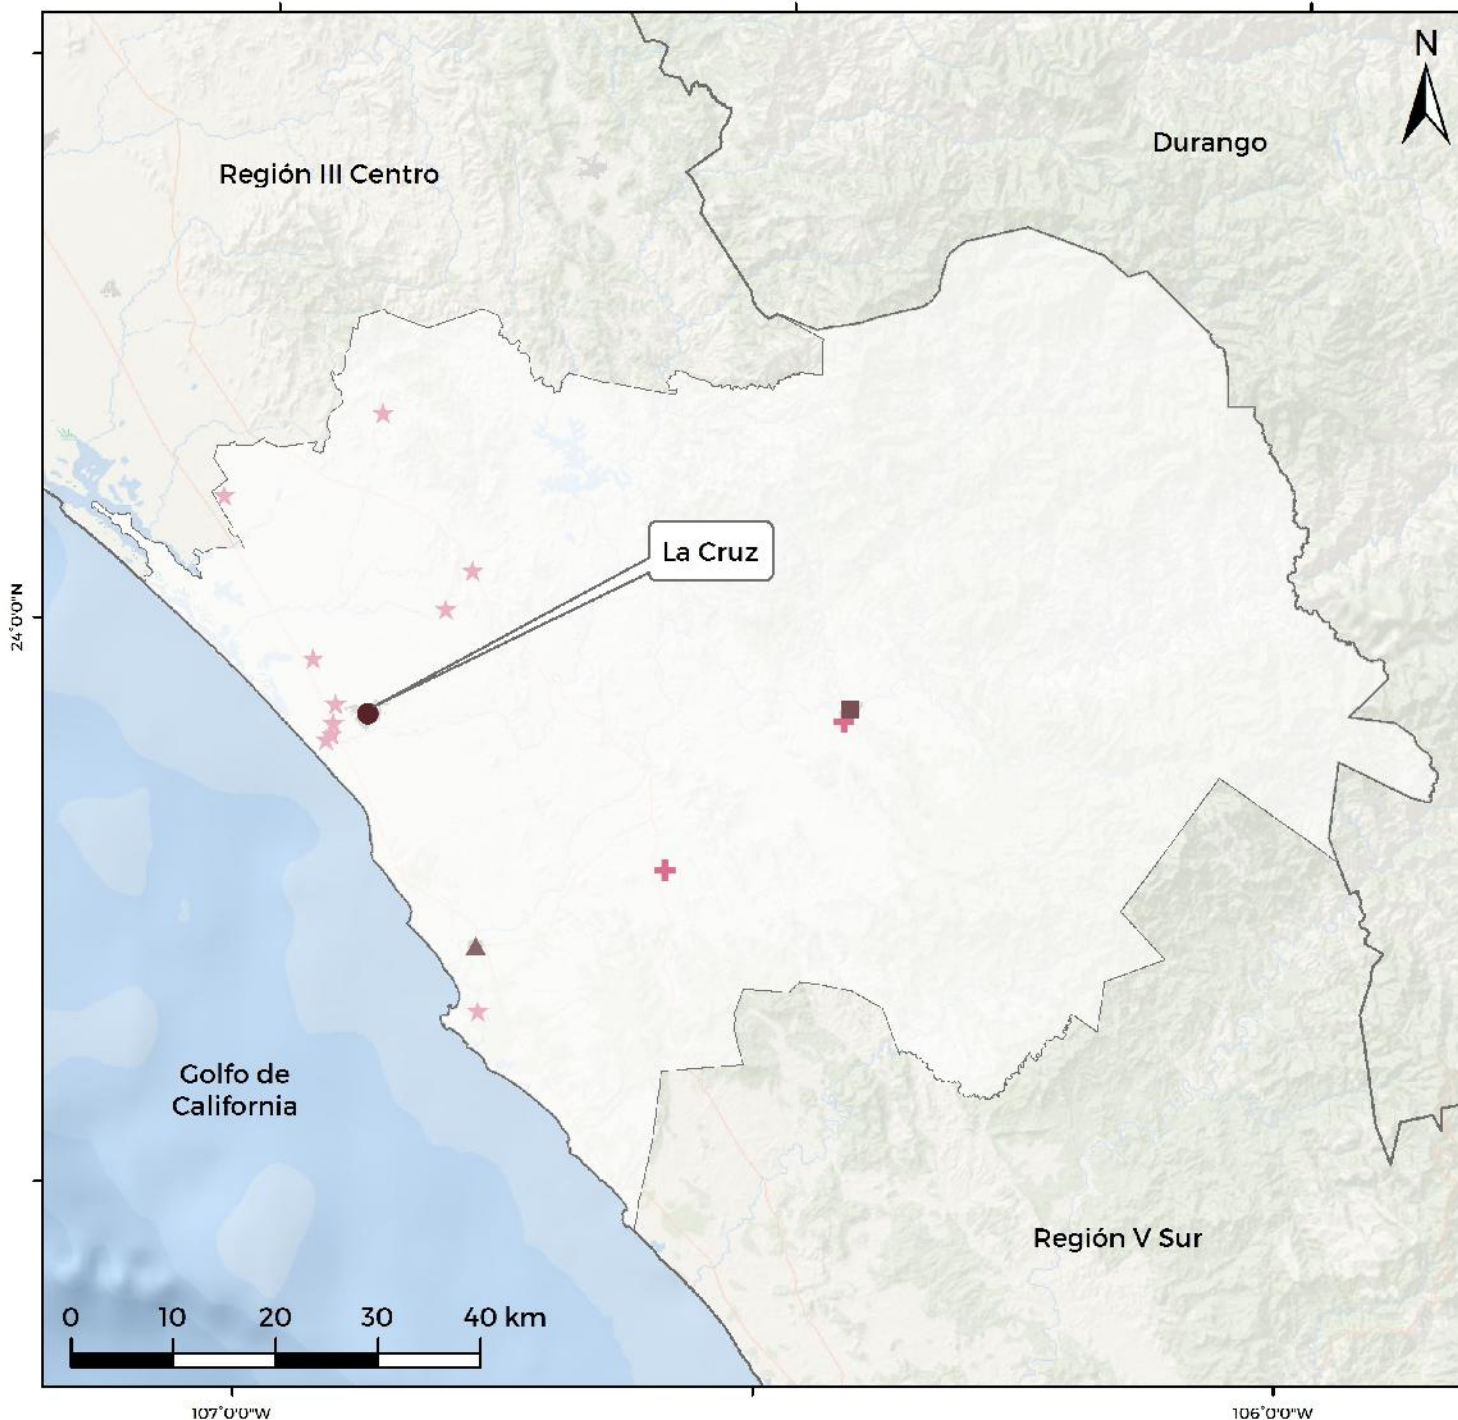 N
Durango
Región III Centro
La Cruz
24°0'0"N
Golfo de
California
Región V Sur
0 10 20 30 40 km
107°0'0"W 106°0'0"W